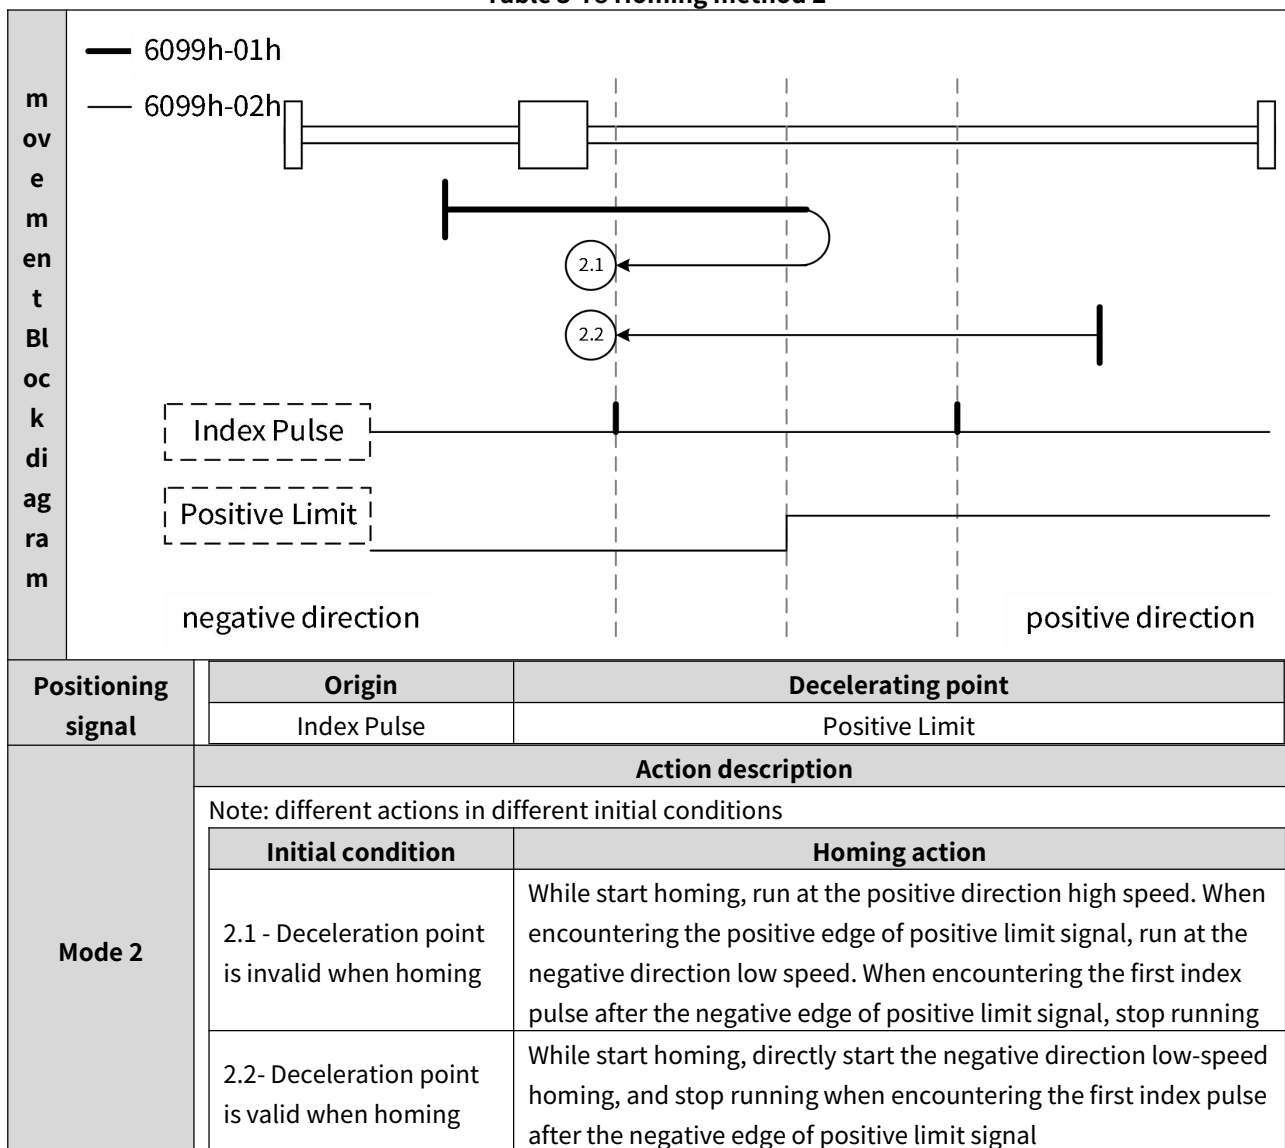 Homing method 2
6099h-01h
6099h-02h
m
ov
e
m
en
t
Bl
oc
k
di
ag
ra
m
2.1
2.2
Index Pulse
Positive Limit
negative direction
positive direction
Positioning
signal
Origin
Decelerating point
Index Pulse
Positive Limit
Mode 2
Action description
Note: different actions in different initial conditions
Initial condition
Homing action
2.1 - Deceleration point
is invalid when homing
While start homing, run at the positive direction high speed. When
encountering the positive edge of positive limit signal, run at the
negative direction low speed. When encountering the first index
pulse after the negative edge of positive limit signal, stop running
2.2- Deceleration point
is valid when homing
While start homing, directly start the negative direction low-speed
homing, and stop running when encountering the first index pulse
after the negative edge of positive limit signal